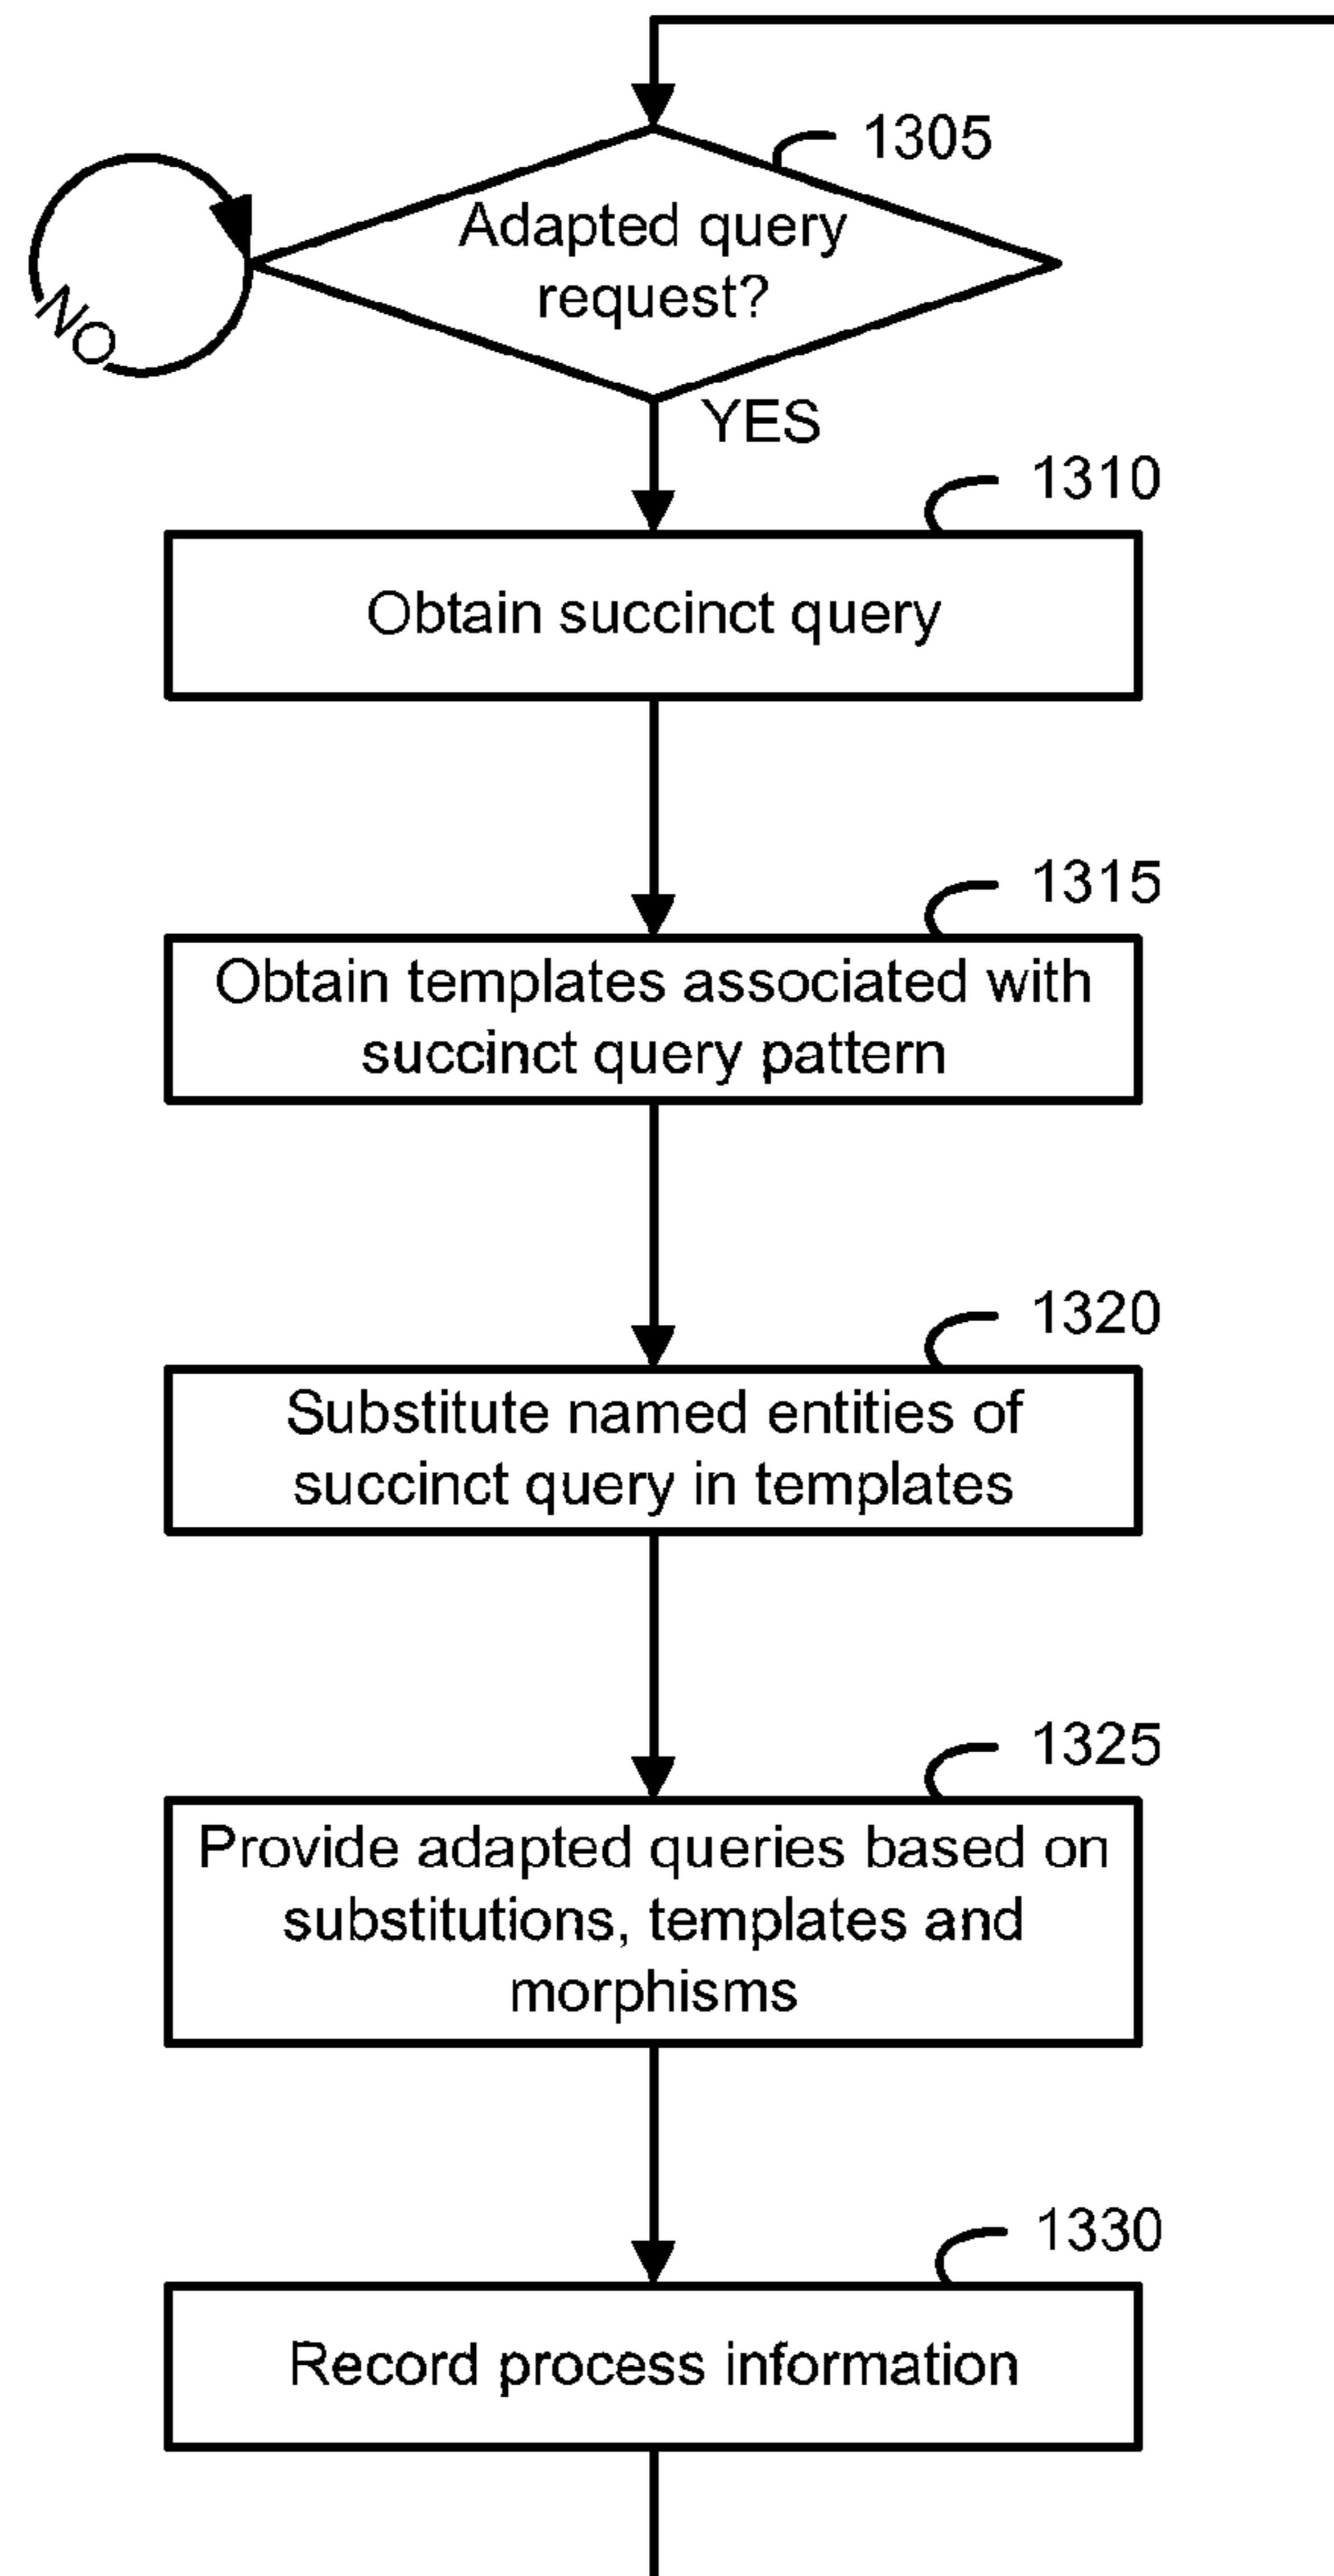 1305
Adapted query
request?
NO
YES
1310
Obtain succinct query
1315
Obtain templates associated with
succinct query pattern
1320
Substitute named entities of
succinct query in templates
1325
Provide adapted queries based on
substitutions, templates and
morphisms
1330
Record process information